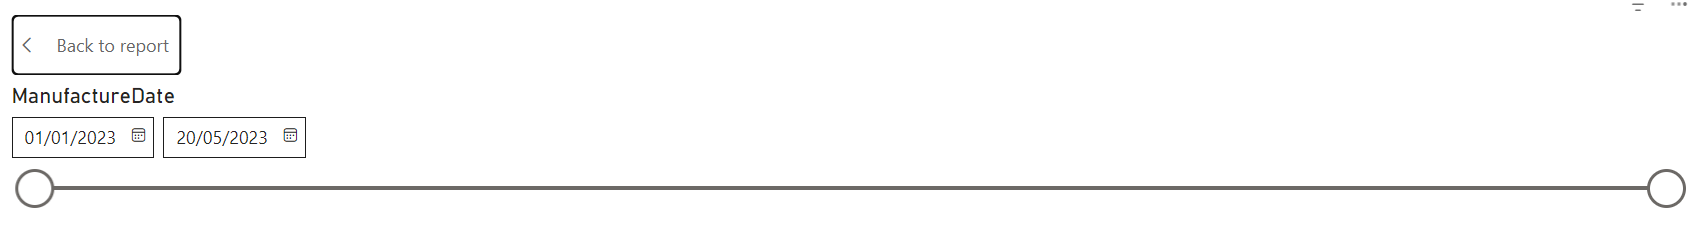 Back to report
ManufactureDate
01/01/2023 20/05/2023